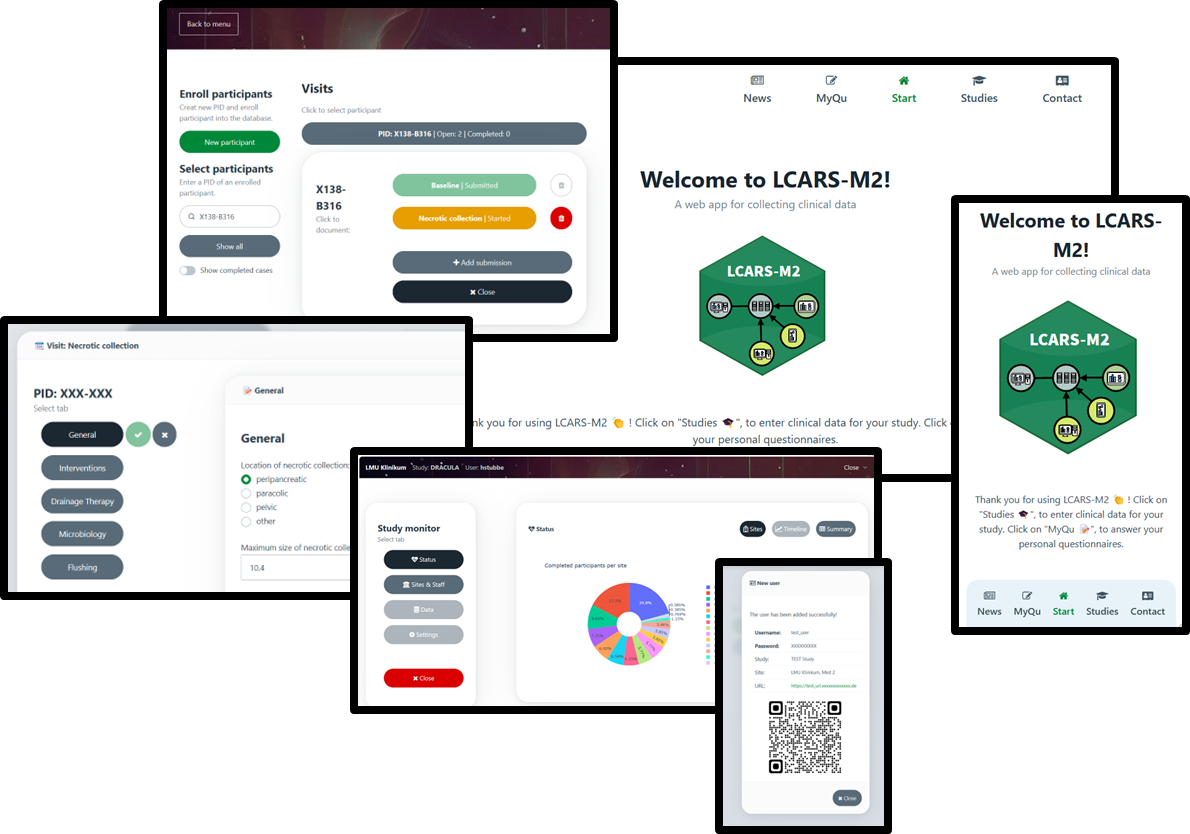 Back to menu
Enroll participants
Creat new PID and enroll
participant into the database.
New participant
Select participants
Enter a PID of an enrolled
participant.
X138-B316
Show all
Show completed cases
Visits
Click to select participant
PID: X138-B316 | Open: 2 | Completed: 0
X138-
B316
Click to
document:
Baseline | Submitted
Necrotic collection | Started
Add submission
Close
News
MyQu
Start
Studies
Contact
Welcome to LCARS-M2!
A web app for collecting clinical data
LCARS-M2
nk you for using LCARS-M2 👏 ! Click on "Studies 🎓 ", to enter clinical data for your study. Click
your personal questionnaires.
Welcome to LCARS-
M2!
A web app for collecting clinical data
LCARS-M2
Thank you for using LCARS-M2 👏 ! Click on
"Studies 🎓 ", to enter clinical data for your
study. Click on "MyQu 📝 ", to answer your
personal questionnaires.
News
MyQu
Start
Studies
Contact
Visit: Necrotic collection
PID: XXX-XXX
Select tab
General
Interventions
Drainage Therapy
Microbiology
Flushing
General
General
Location of necrotic collection:
peripancreatic
paracolic
pelvic
other
Maximum size of necrotic colle
10.4
LMU Klinikum Study: DRACULA User: hstubbe
Close
Study monitor
Select tab
Status
Sites & Staff
Data
Settings
Close
Status
Sites
Timeline
Summary
Completed participants per site
New user
The user has been added successfully!
Username: test_user
Password: XXXXXXXXX
Study: TEST Study
Site: LMU Klinikum, Med 2
Close